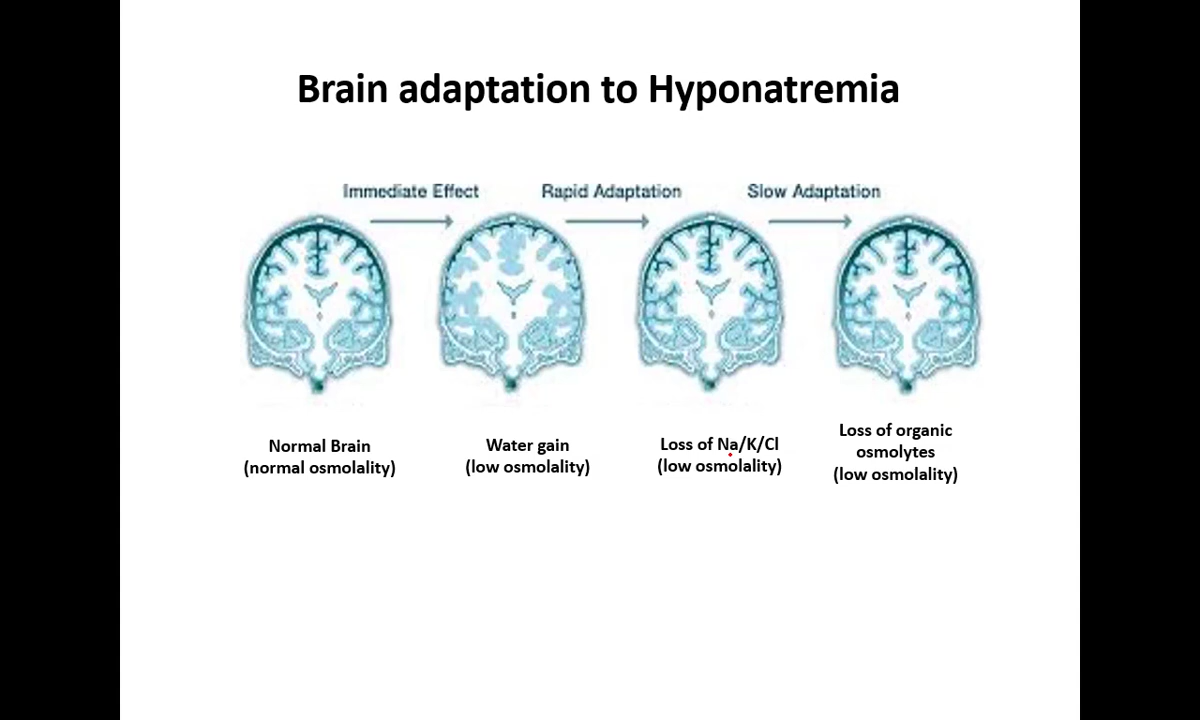 Brain adaptation to Hyponatremia
Immediate Effect
Rapid Adaptation
Slow Adaptation
Normal Brain
(normal osmolality)
Water gain
(low osmolality)
Loss of Na/K/Cl
(low osmolality)
Loss of organic
osmolytes
(low osmolality)